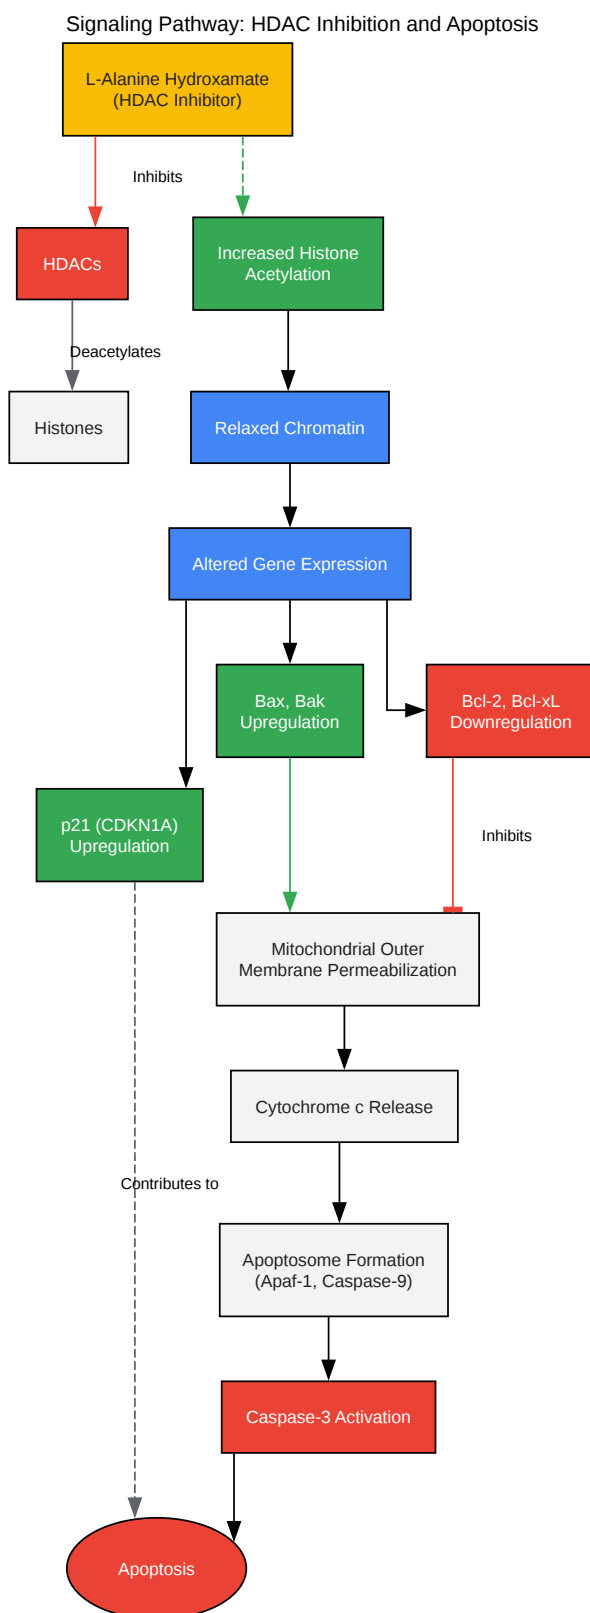 Signaling Pathway: HDAC Inhibition and Apoptosis
L-Alanine Hydroxamate
(HDAC Inhibitor)
Inhibits
HDACs
Increased Histone
Acetylation
Deacetylates
Histones
Relaxed Chromatin
Altered Gene Expression
Bax, Bak
Upregulation
Bcl-2, Bcl-xL
Downregulation
p21 (CDKN1A)
Upregulation
Inhibits
Mitochondrial Outer
Membrane Permeabilization
Cytochrome c Release
Contributes to
Apoptosome Formation
(Apaf-1, Caspase-9)
Caspase-3 Activation
Apoptosis